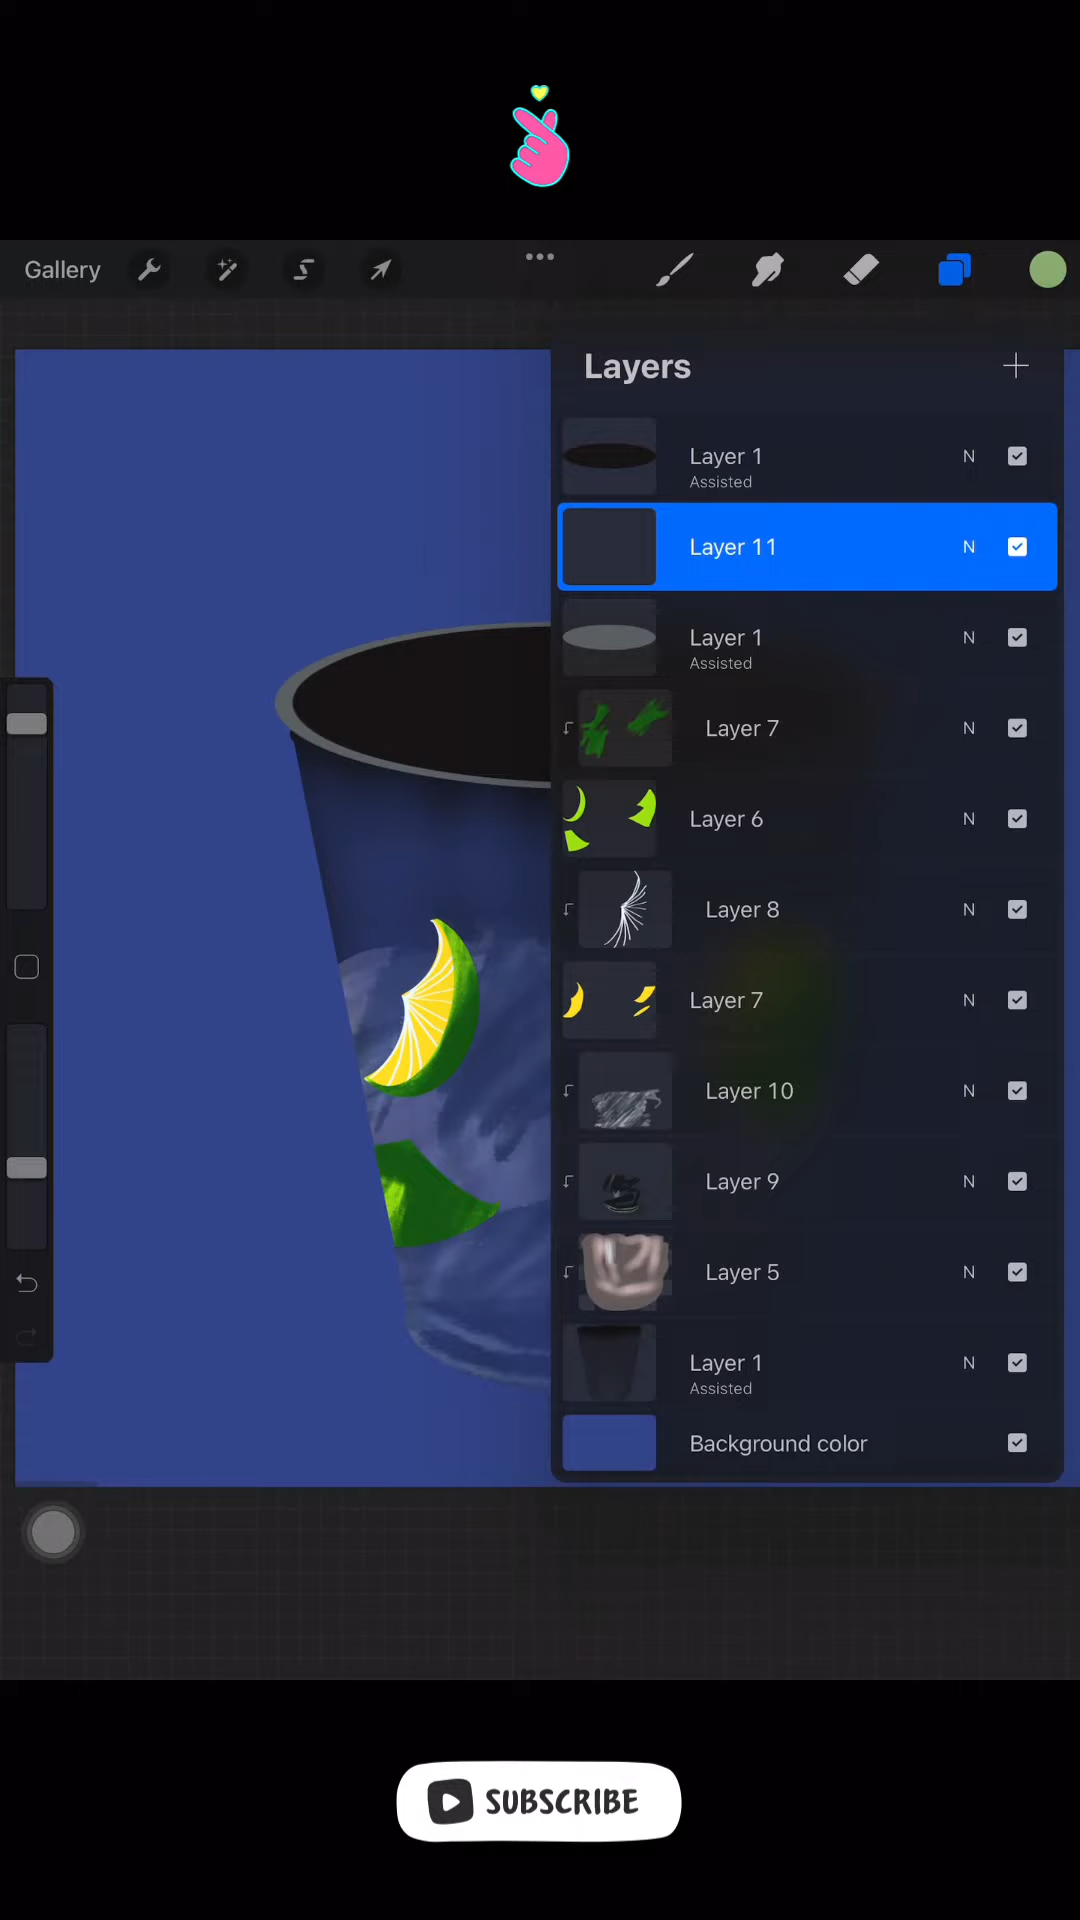 Gallery
Layers
Layer 1
N
Assisted
Layer 11
N
Layer 1
N
Assisted
Layer 7
N
Layer 6
N
Layer 8
N
Layer 7
N
Layer 10
N
Layer 9
N
Layer 5
N
Layer 1
N
Assisted
Background color
SUBSCRIBE